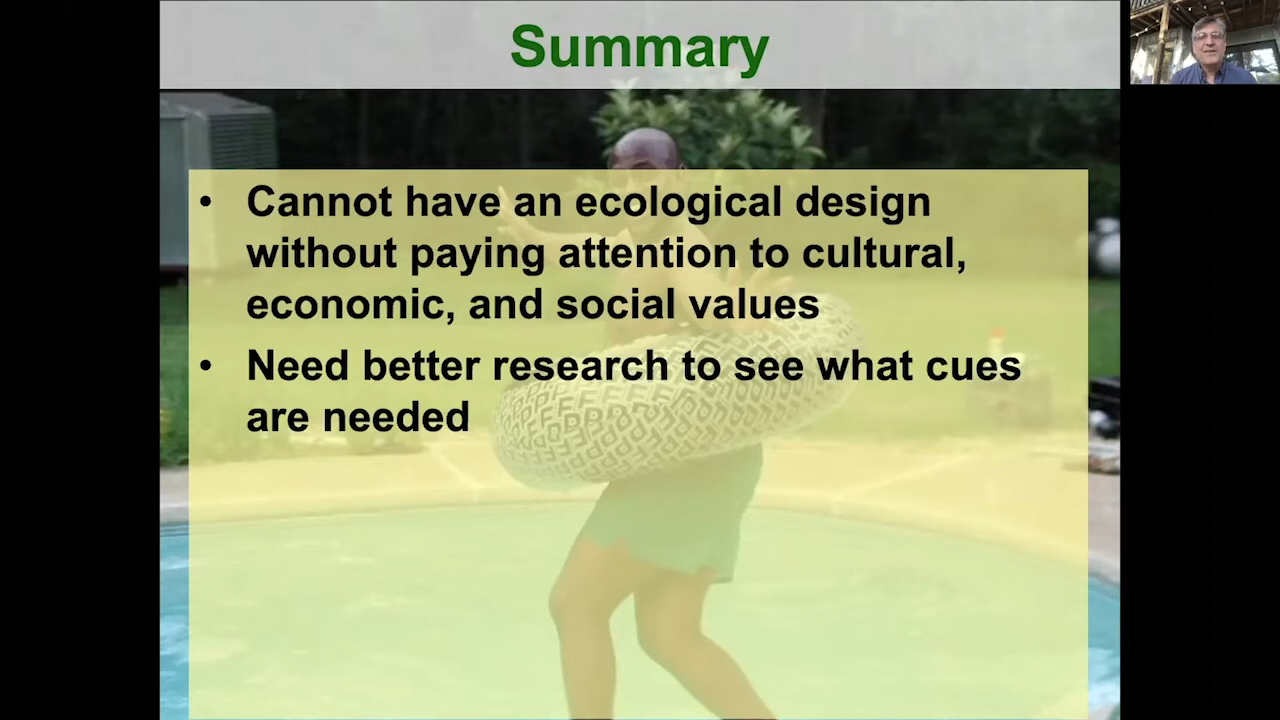 Summary
• Cannot have an ecological design
without paying attention to cultural,
economic, and social values
• Need better research to see what cues
are needed